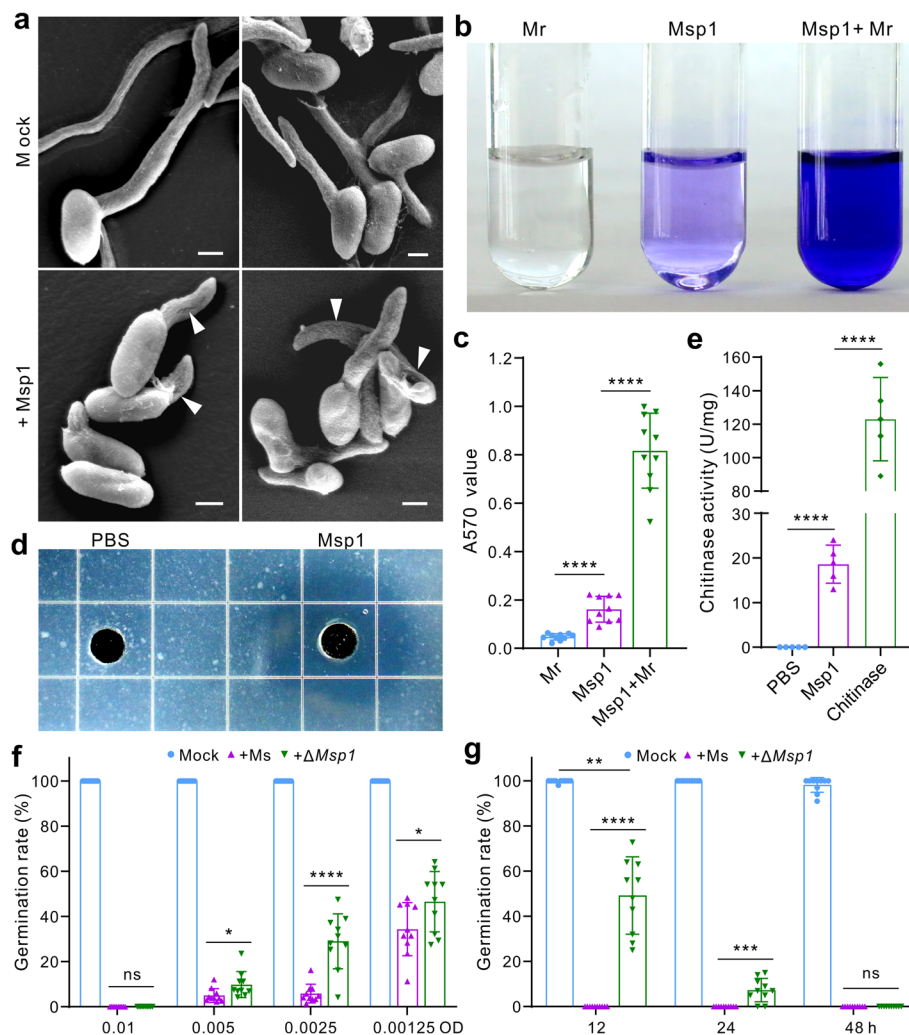 a
M ock
+ Msp1
b
Mr Msp1 Msp1+ Mr
c
A570 value
1.2
1.0
0.8
0.6
0.4
0.2
0.0
****
****
Mr
Msp1
Msp1+Mr
e
Chitinase activity (U/mg)
160
140
120
100
80
20
10
0
****
****
PBS
Msp1
Chitinase
d
PBS Msp1
f
Mock +Ms +ΔMsp1
Germination rate (%)
100
80
60
40
20
0
ns
*
****
*
0.01 0.005 0.0025 0.00125 OD
g
Mock +Ms +ΔMsp1
Germination rate (%)
100
80
60
40
20
0
**
****
***
ns
12 24 48 h